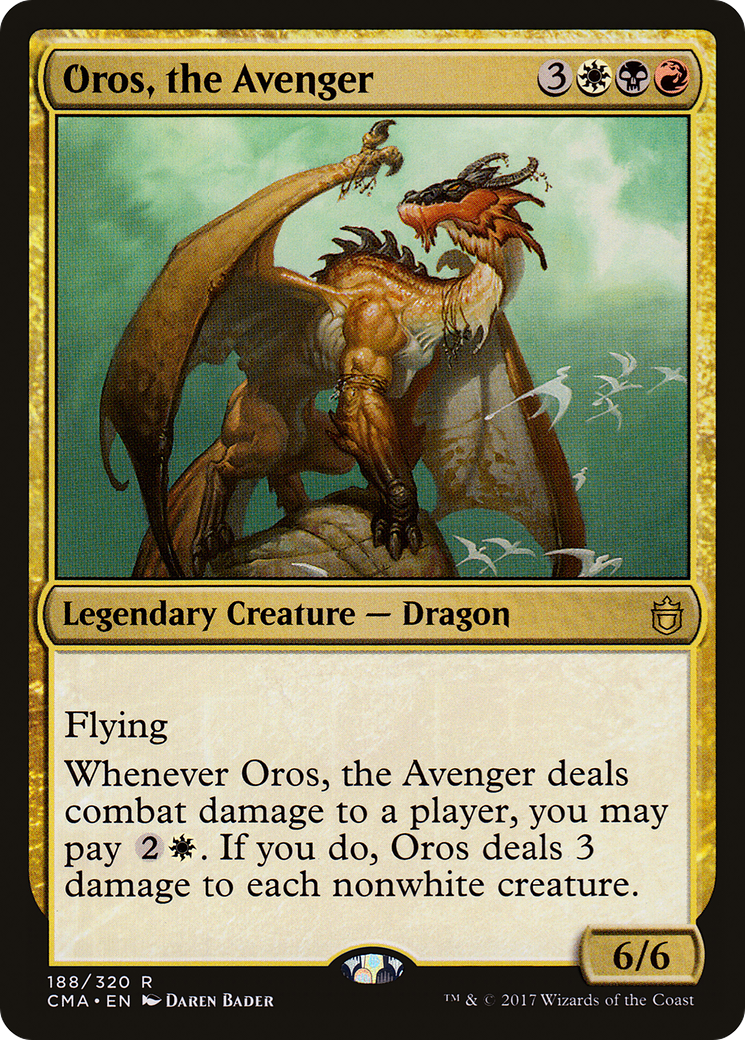 Oros, the Avenger 3
Legendary Creature — Dragon
Flying
Whenever Oros, the Avenger deals
combat damage to a player, you may
pay 2. If you do, Oros deals 3
damage to each nonwhite creature.
6/6
188/320 R
CMA • EN Daren Bader
™ & © 2017 Wizards of the Coast